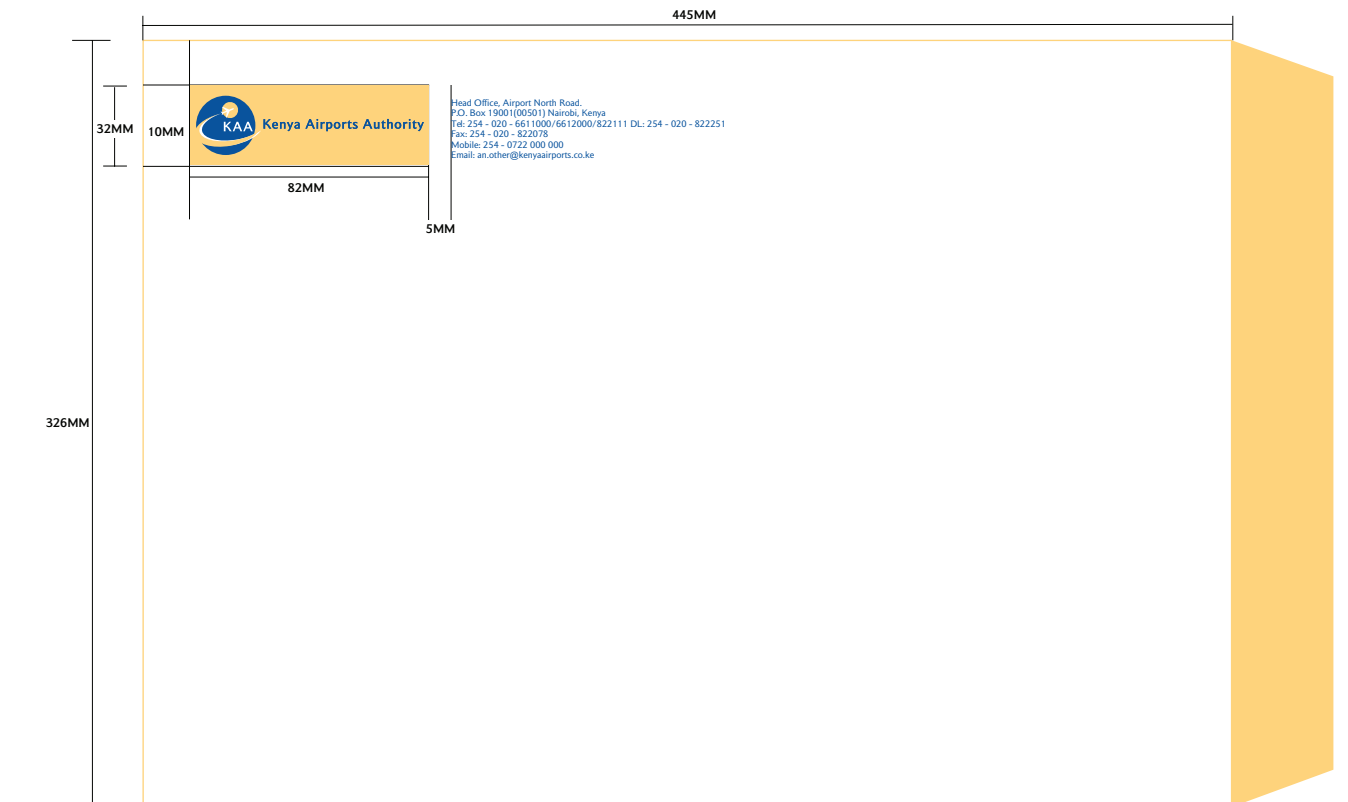 445MM
32MM
10MM
KAA
Kenya Airports Authority
Head Office, Airport North Road.
P.O. Box 19001(00501) Nairobi, Kenya
Tel: 254 - 020 - 6611000/6612000/822111 DL: 254 - 020 - 822251
Fax: 254 - 020 - 822078
Mobile: 254 - 0722 000 000
Email: an.other@kenyaairports.co.ke
82MM
5MM
326MM